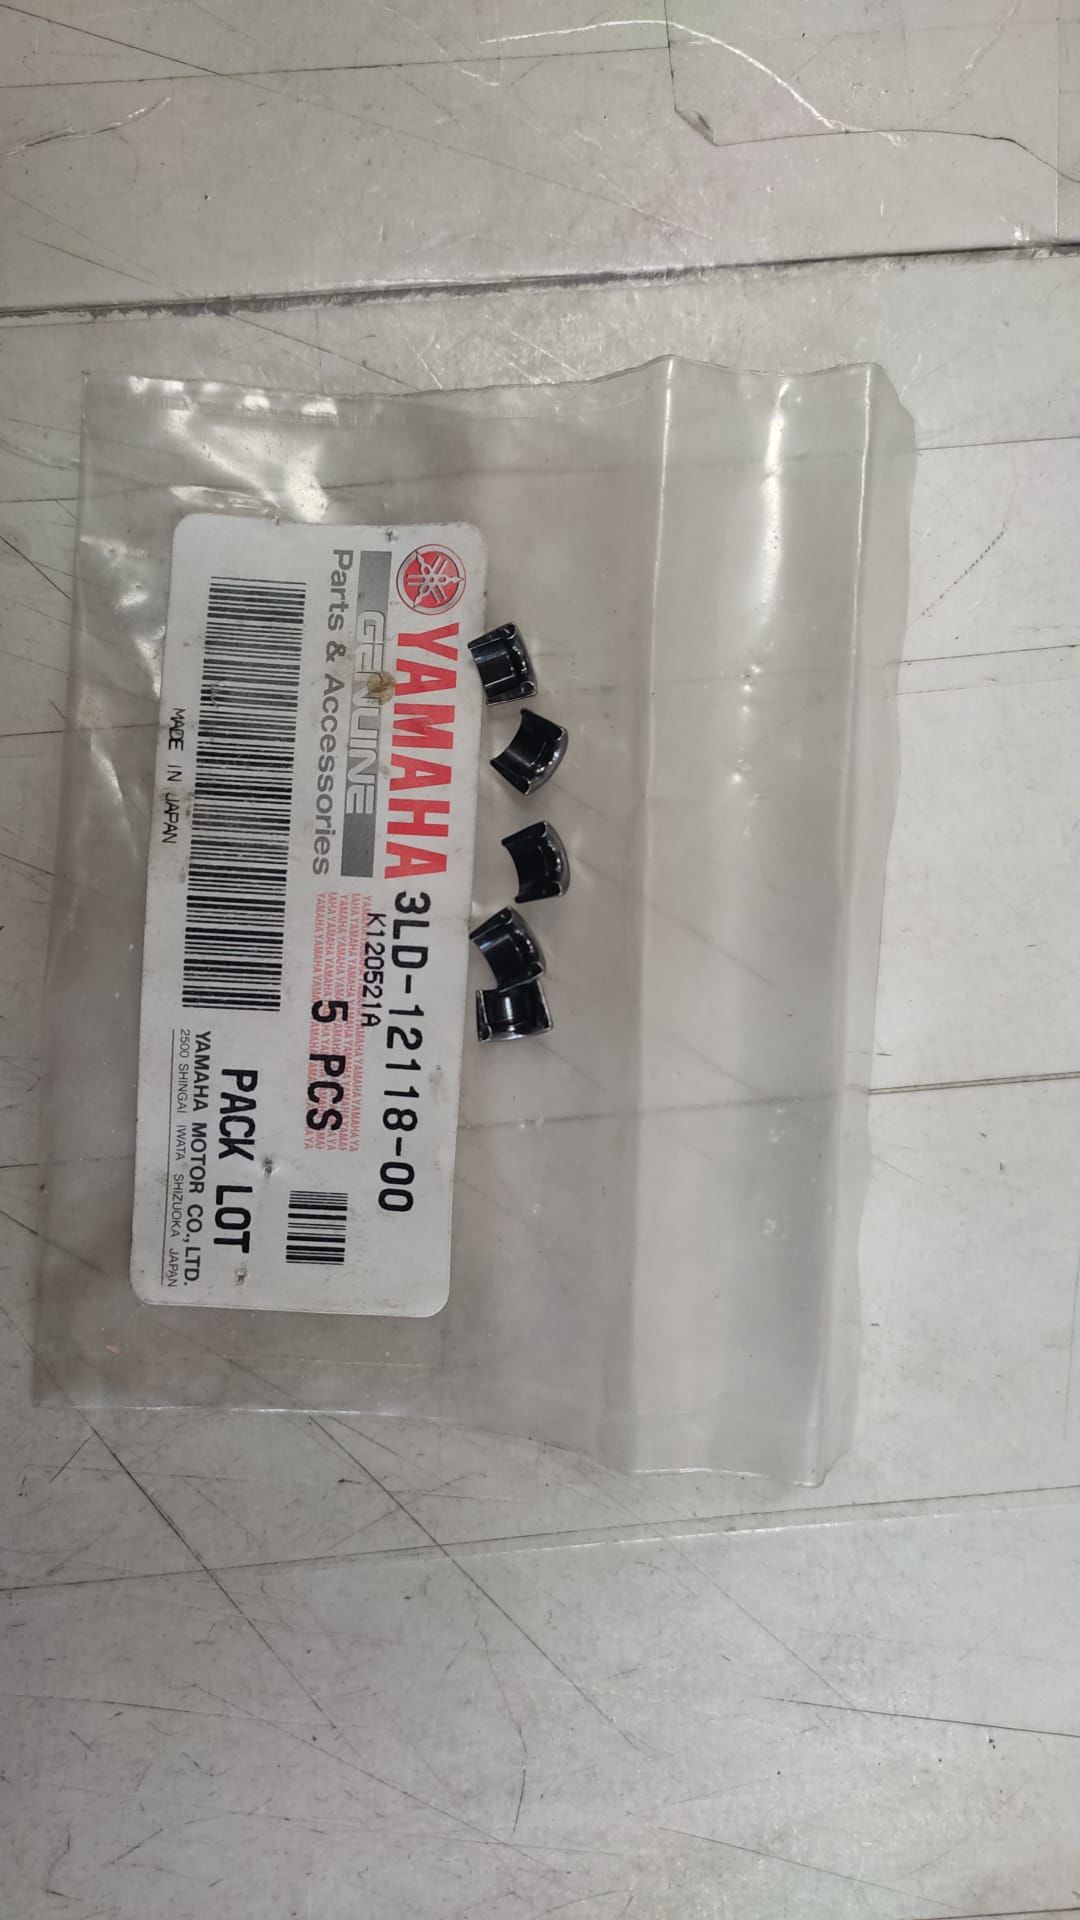 YAMAHA
GENUINE
Parts & Accessories
3LD-12118-00
K120521A
5 PCS
PACK LOT
YAMAHA MOTOR CO., LTD.
2500 SHINGAI IWATA SHIZUOKA JAPAN
MADE IN JAPAN